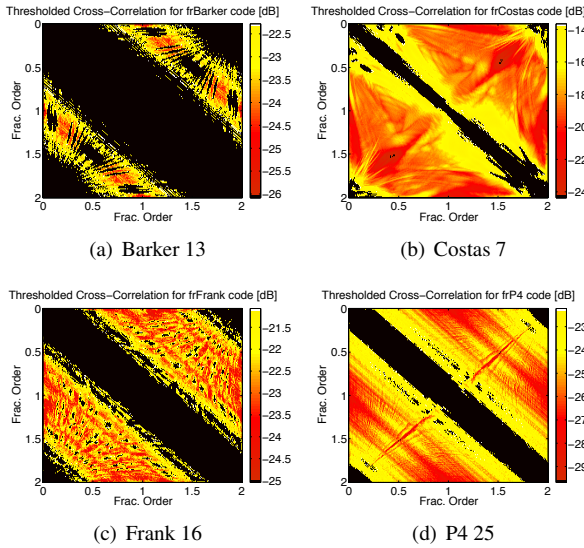 Thresholded Cross−Correlation for frBarker code [dB]
0
0.5
1
1.5
2
Frac. Order
0 0.5 1 1.5 2
Frac. Order
−22.5
−23
−23.5
−24
−24.5
−25
−25.5
−26
(a) Barker 13
Thresholded Cross−Correlation for frCostas code [dB]
0
0.5
1
1.5
2
Frac. Order
0 0.5 1 1.5 2
Frac. Order
−14
−16
−18
−20
−22
−24
(b) Costas 7
Thresholded Cross−Correlation for frFrank code [dB]
0
0.5
1
1.5
2
Frac. Order
0 0.5 1 1.5 2
Frac. Order
−21.5
−22
−22.5
−23
−23.5
−24
−24.5
−25
(c) Frank 16
Thresholded Cross−Correlation for frP4 code [dB]
0
0.5
1
1.5
2
Frac. Order
0 0.5 1 1.5 2
Frac. Order
−23
−24
−25
−26
−27
−28
−29
(d) P4 25